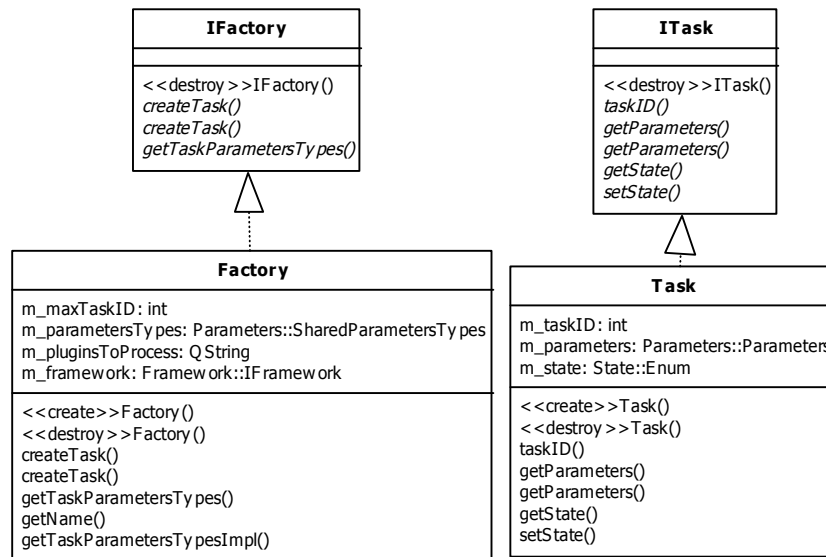 IFactory
<<destroy>>IFactory()
createTask()
createTask()
getTaskParametersTypes()
ITask
<<destroy>>ITask()
taskID()
getParameters()
getParameters()
getState()
setState()
Factory
m_maxTaskID: int
m_parametersTypes: Parameters::SharedParametersTypes
m_pluginsToProcess: QString
m_framework: Framework::IFramework
<<create>>Factory()
<<destroy>>Factory()
createTask()
createTask()
getTaskParametersTypes()
getName()
getTaskParametersTypesImpl()
Task
m_taskID: int
m_parameters: Parameters::Parameters
m_state: State::Enum
<<create>>Task()
<<destroy>>Task()
taskID()
getParameters()
getParameters()
getState()
setState()